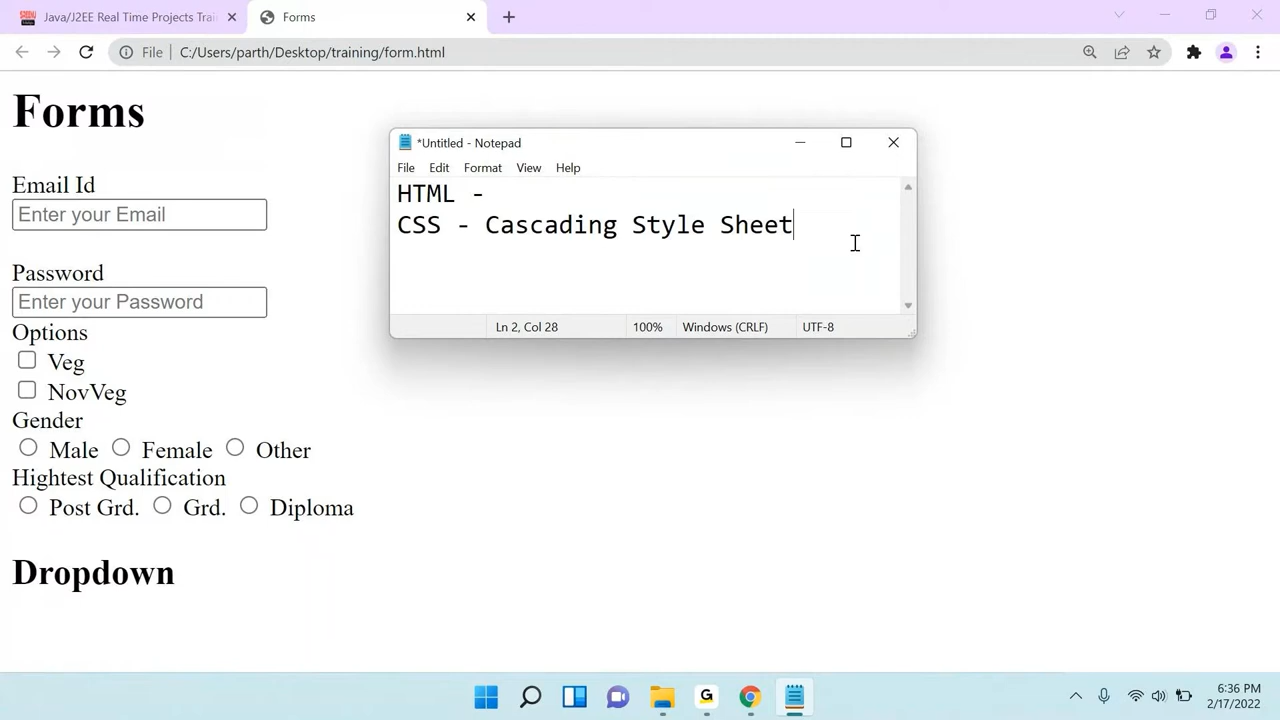 Java/J2EE Real Time Projects Trai
Forms
File
C:/Users/parth/Desktop/training/form.html
Forms
Email Id
Enter your Email
Password
Enter your Password
Options
Veg
NovVeg
Gender
Male Female Other
Hightest Qualification
Post Grd. Grd. Diploma
Dropdown
*Untitled - Notepad
File Edit Format View Help
HTML -
CSS - Cascading Style Sheet
Ln 2, Col 28 100% Windows (CRLF) UTF-8
G
6:36 PM
2/17/2022